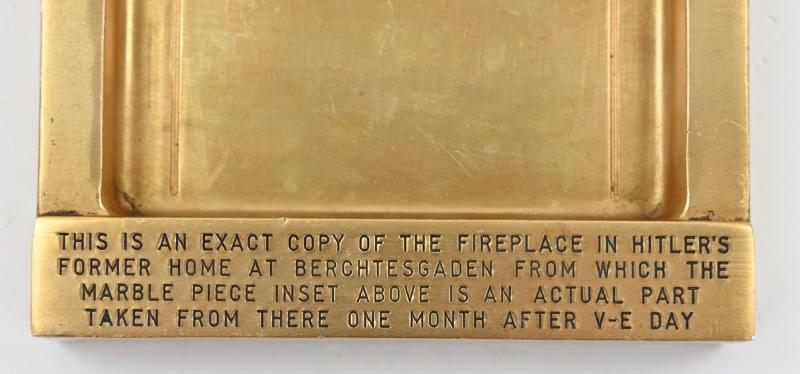 THIS IS AN EXACT COPY OF THE FIREPLACE IN HITLER'S
FORMER HOME AT BERCHTESGADEN FROM WHICH THE
MARBLE PIECE INSET ABOVE IS AN ACTUAL PART
TAKEN FROM THERE ONE MONTH AFTER V-E DAY